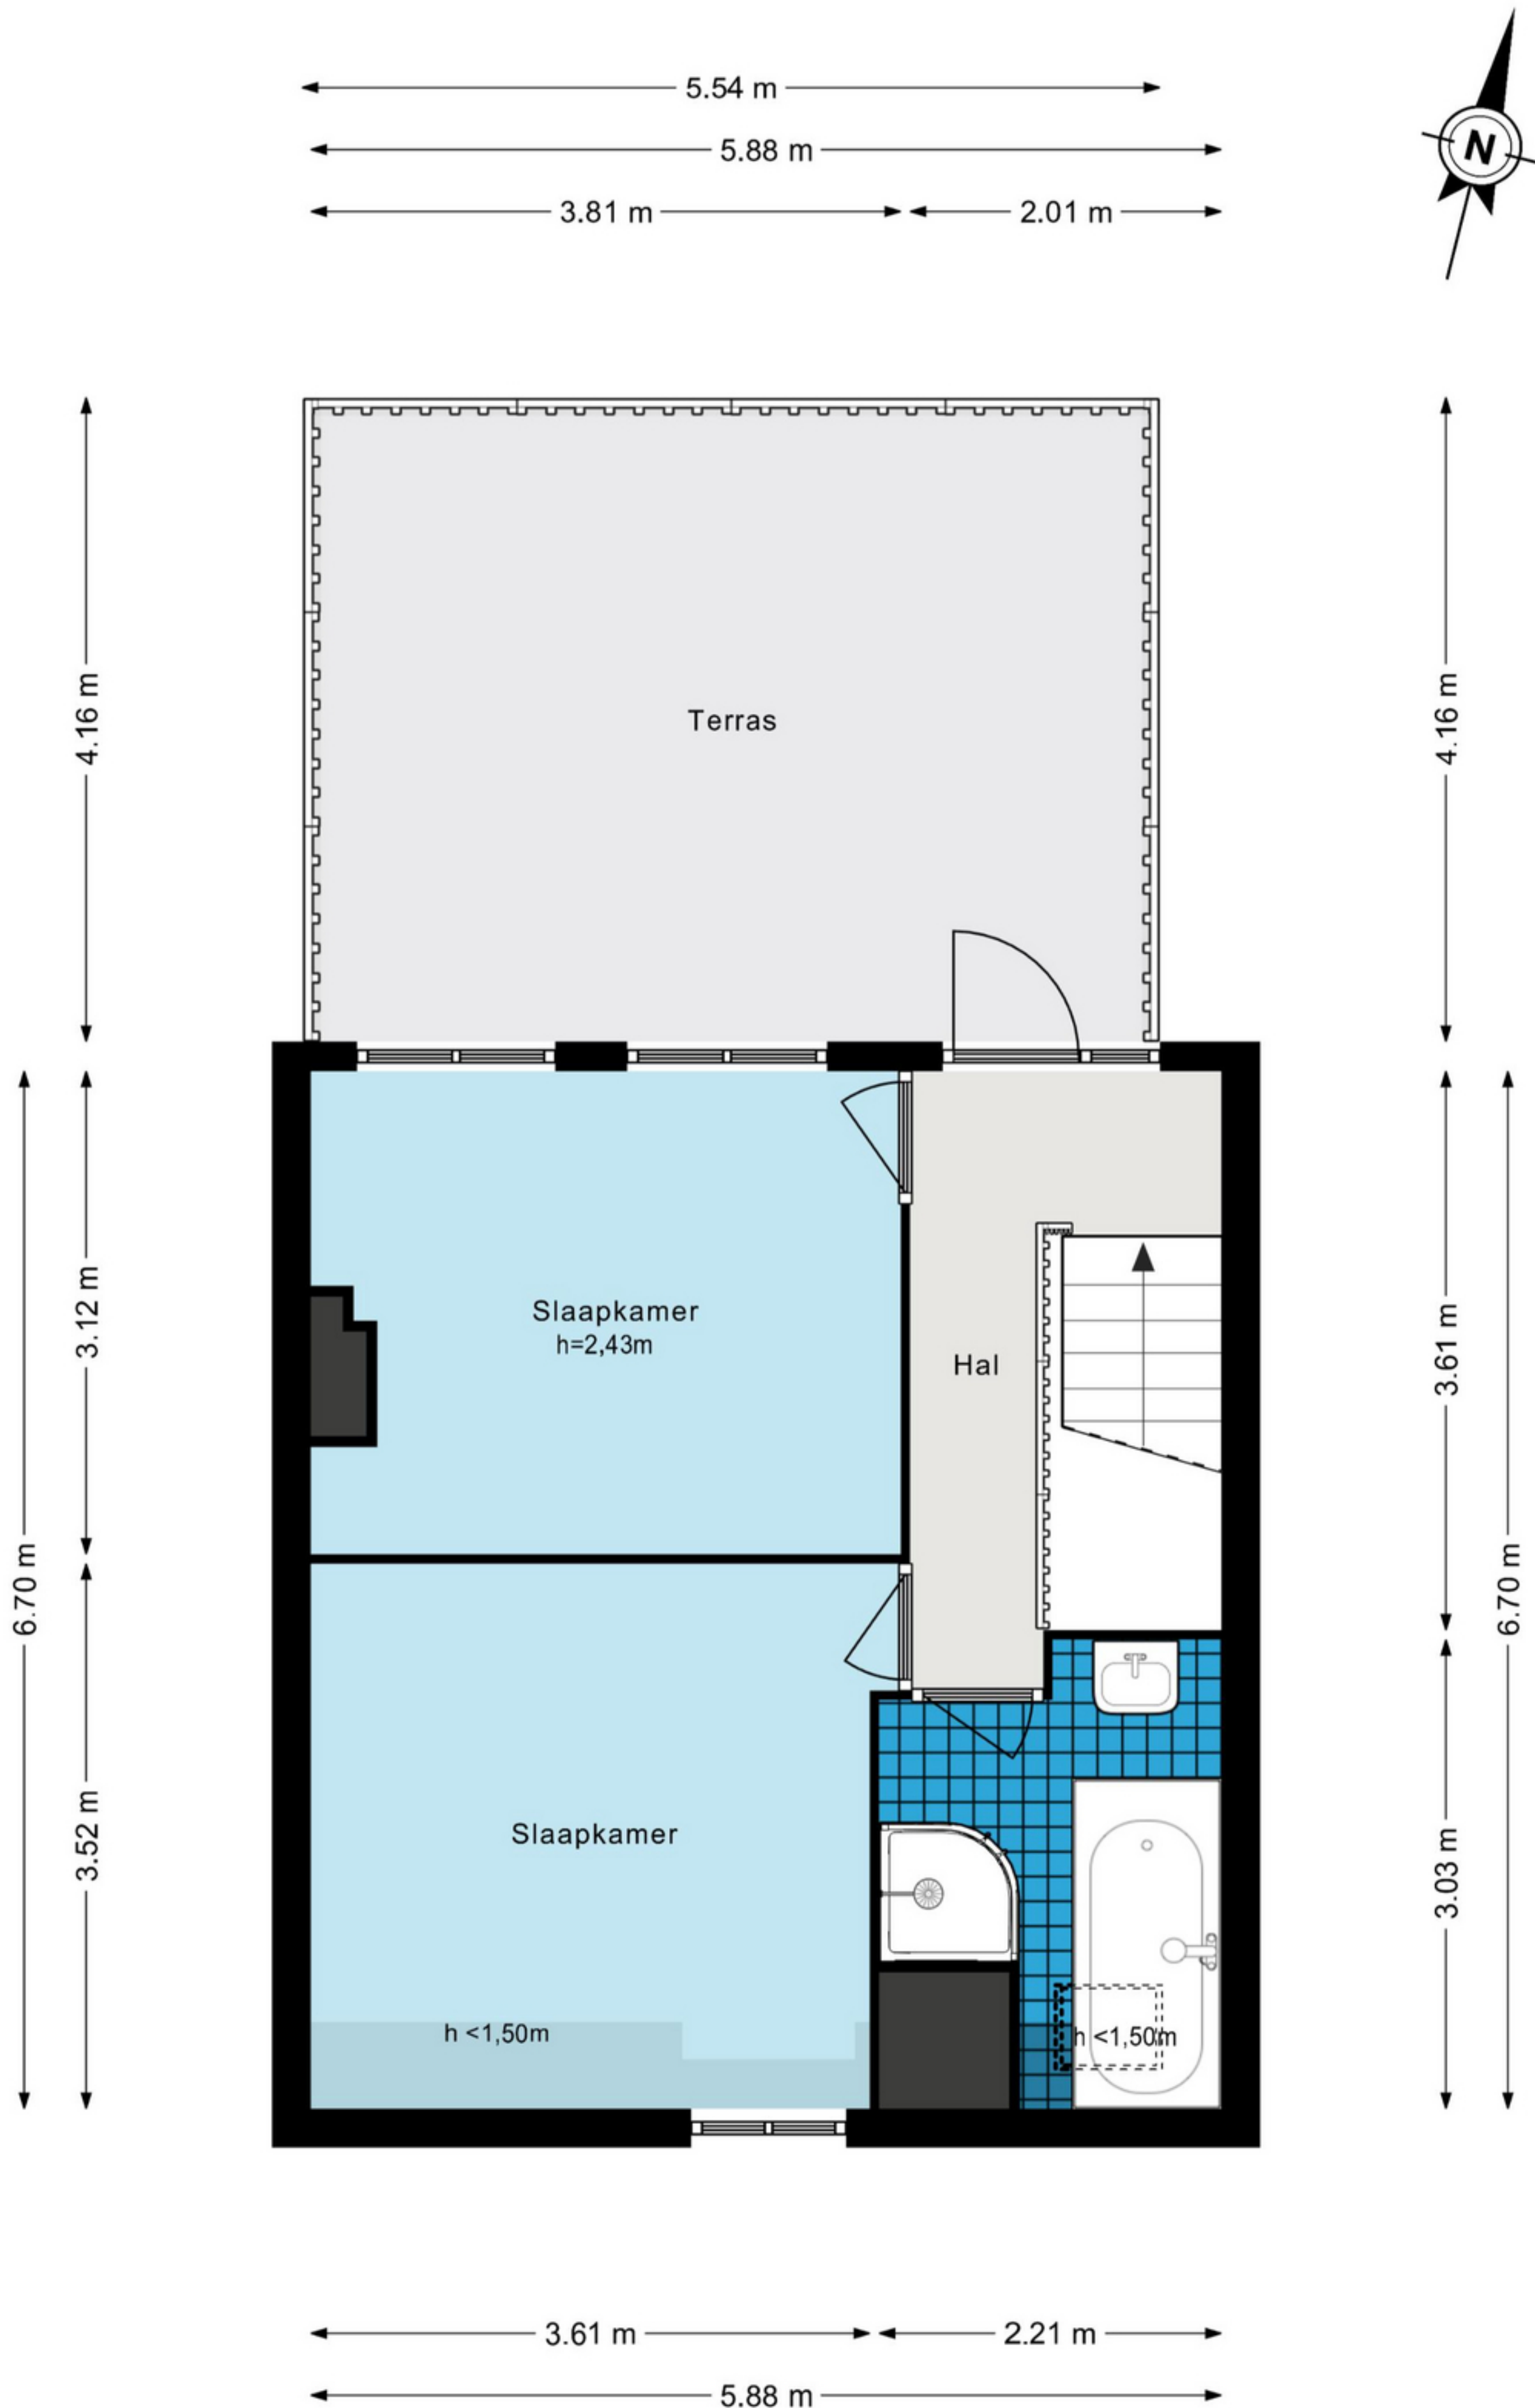 5.54 m
5.88 m
3.81 m
2.01 m
N
4.16 m
4.16 m
Terras
6.70 m
3.12 m
Slaapkamer
h=2,43m
Hal
3.61 m
6.70 m
3.52 m
Slaapkamer
3.03 m
h <1,50m
h <1,50m
3.61 m
2.21 m
5.88 m